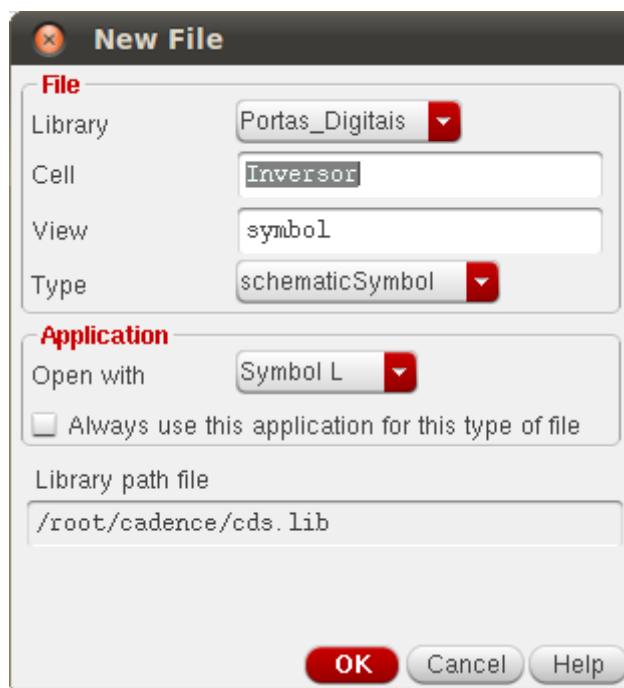 New File
File
Library Portas_Digitais
Cell Inversor
View symbol
Type schematicSymbol
Application
Open with Symbol L
Always use this application for this type of file
Library path file
/root/cadence/cds.lib
OK Cancel Help